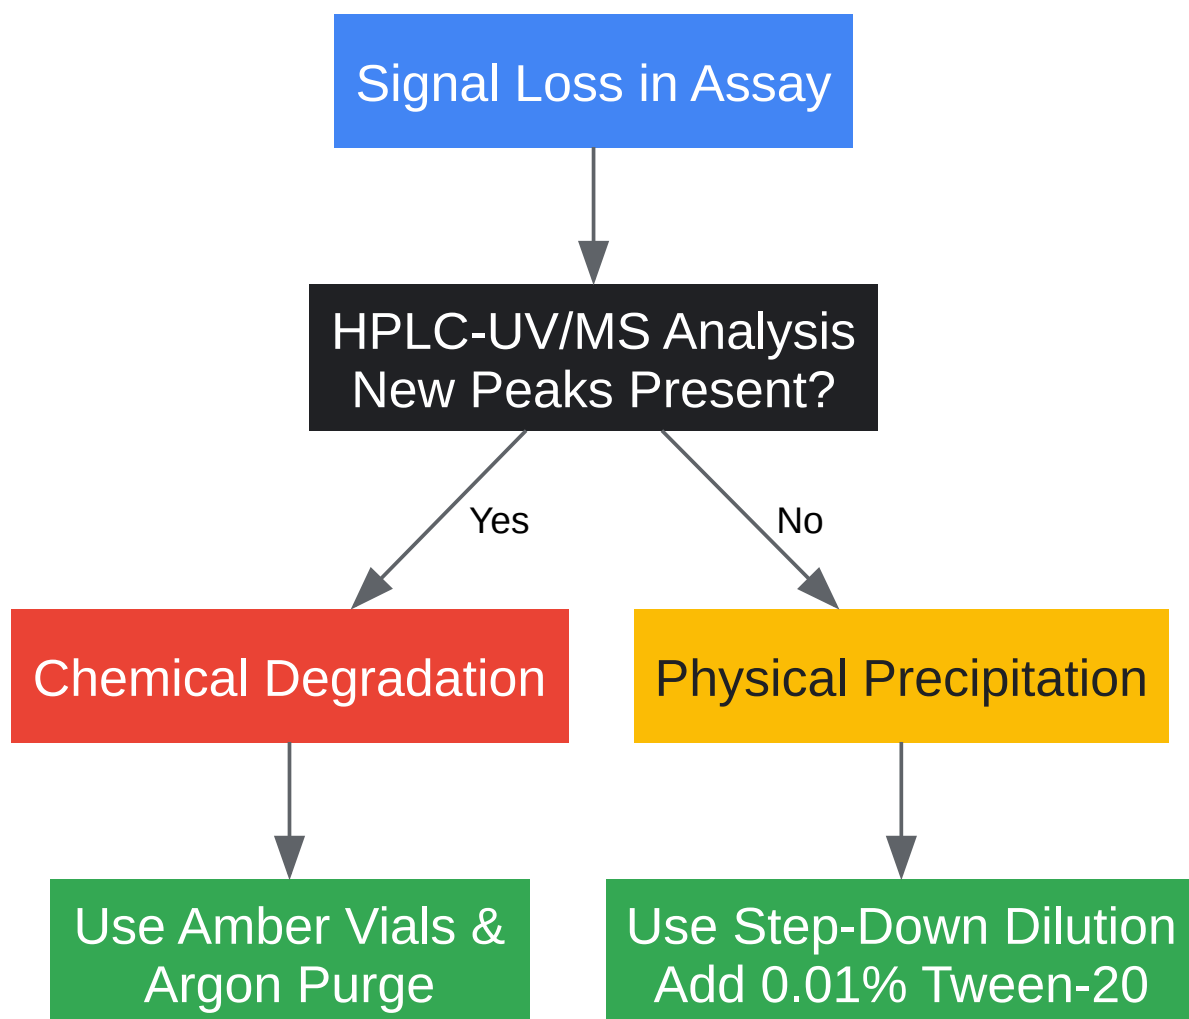 Signal Loss in Assay
HPLC-UV/MS Analysis
New Peaks Present?
Yes
No
Chemical Degradation
Physical Precipitation
Use Amber Vials &
Argon Purge
Use Step-Down Dilution
Add 0.01% Tween-20